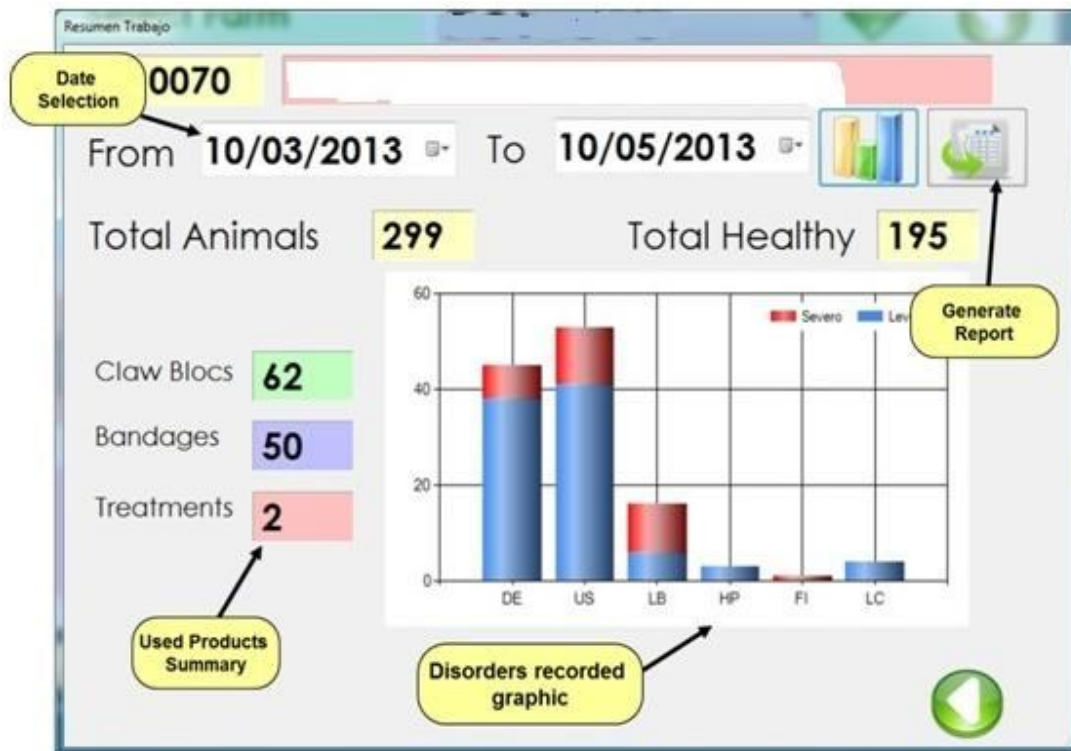 Resumen Trabajo
Date
Selection
0070
From 10/03/2013 To 10/05/2013
Total Animals 299 Total Healthy 195
Generate
Report
Claw Blocs 62
Bandages 50
Treatments 2
60
40
20
0
Severo
DE US LB HP FI LC
Used Products
Summary
Disorders recorded
graphic